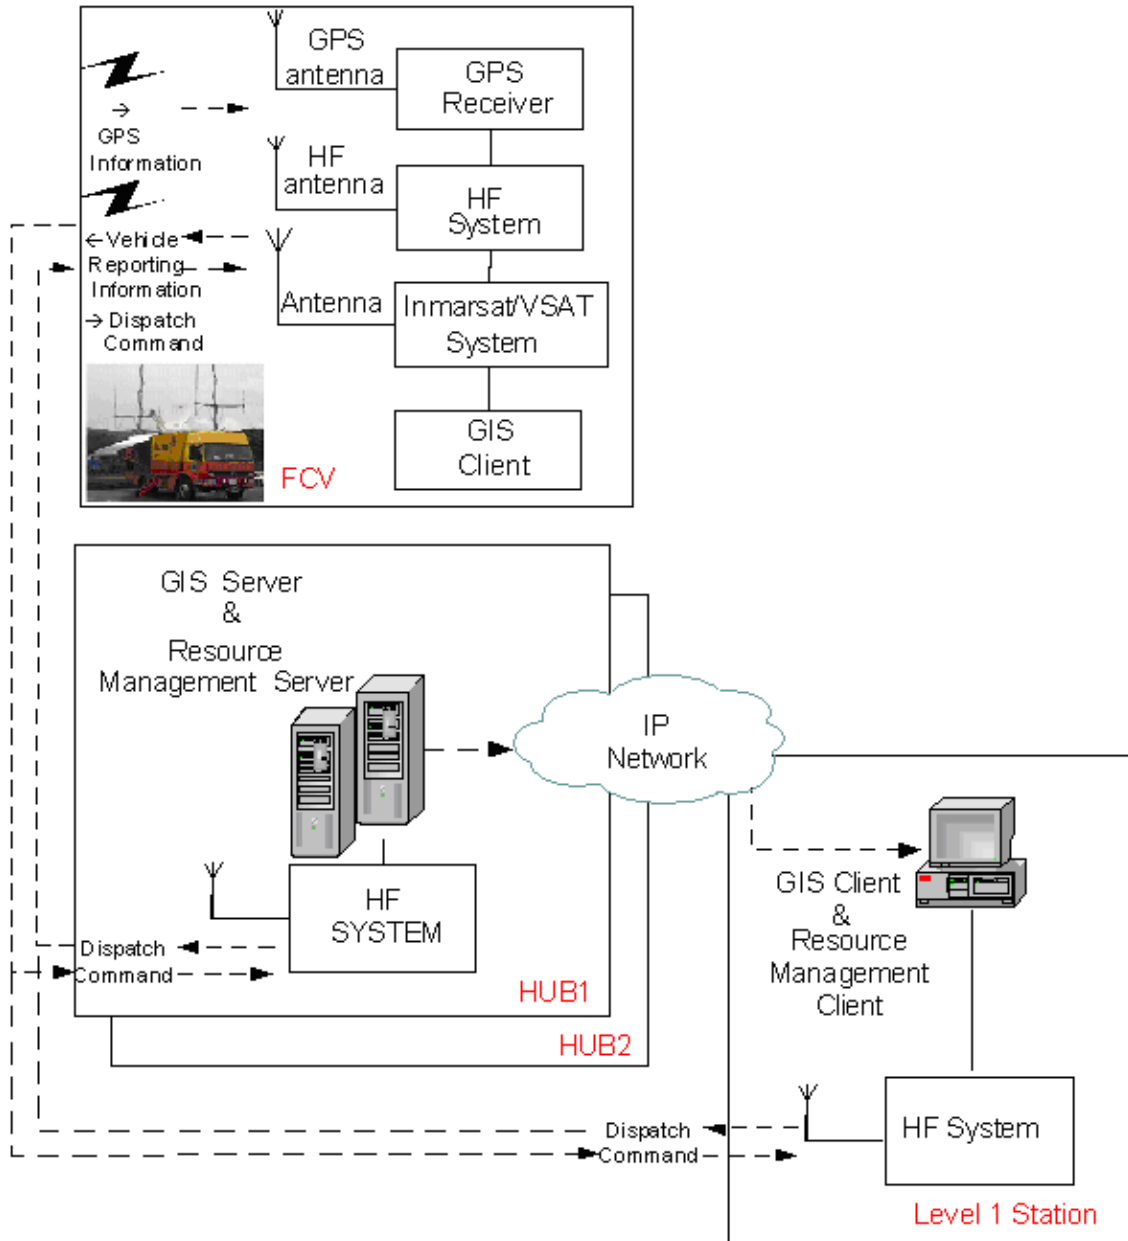 GPS
antenna
GPS
Receiver
→
GPS
Information
HF
antenna
HF
System
←Vehicle
Reporting
Information
→ Dispatch
Command
Antenna
Inmarsat/VSAT
System
GIS
Client
FCV
GIS Server
&
Resource
Management Server
IP
Network
HF
SYSTEM
Dispatch
Command
HUB1
HUB2
GIS Client
&
Resource
Management
Client
Dispatch
Command
HF System
Level 1 Station